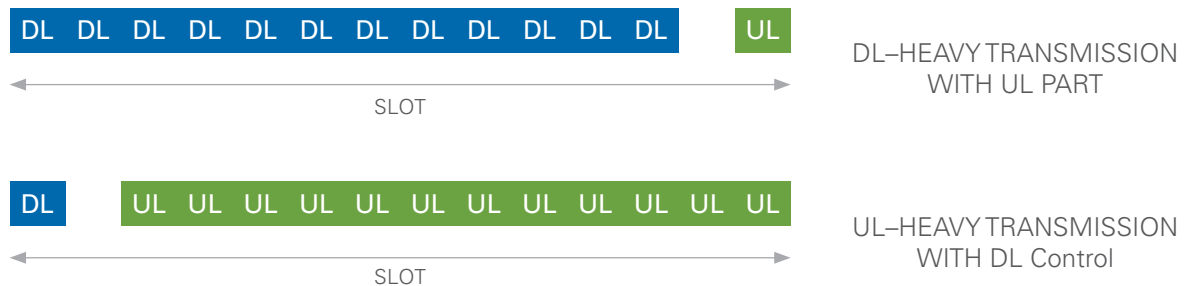 DL DL DL DL DL DL DL DL DL DL DL DL UL
DL–HEAVY TRANSMISSION
WITH UL PART
SLOT
DL UL UL UL UL UL UL UL UL UL UL UL UL
UL–HEAVY TRANSMISSION
WITH DL Control
SLOT